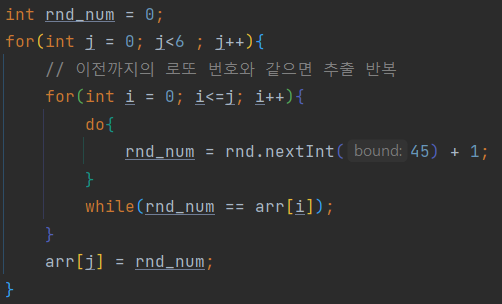 int rnd_num = 0;
for(int j = 0; j<6 ; j++){
// 이전까지의 로또 번호와 같으면 추출 반복
for(int i = 0; i<=j; i++){
do{
rnd_num = rnd.nextInt( bound: 45) + 1;
}
while(rnd_num == arr[i]);
}
arr[j] = rnd_num;
}